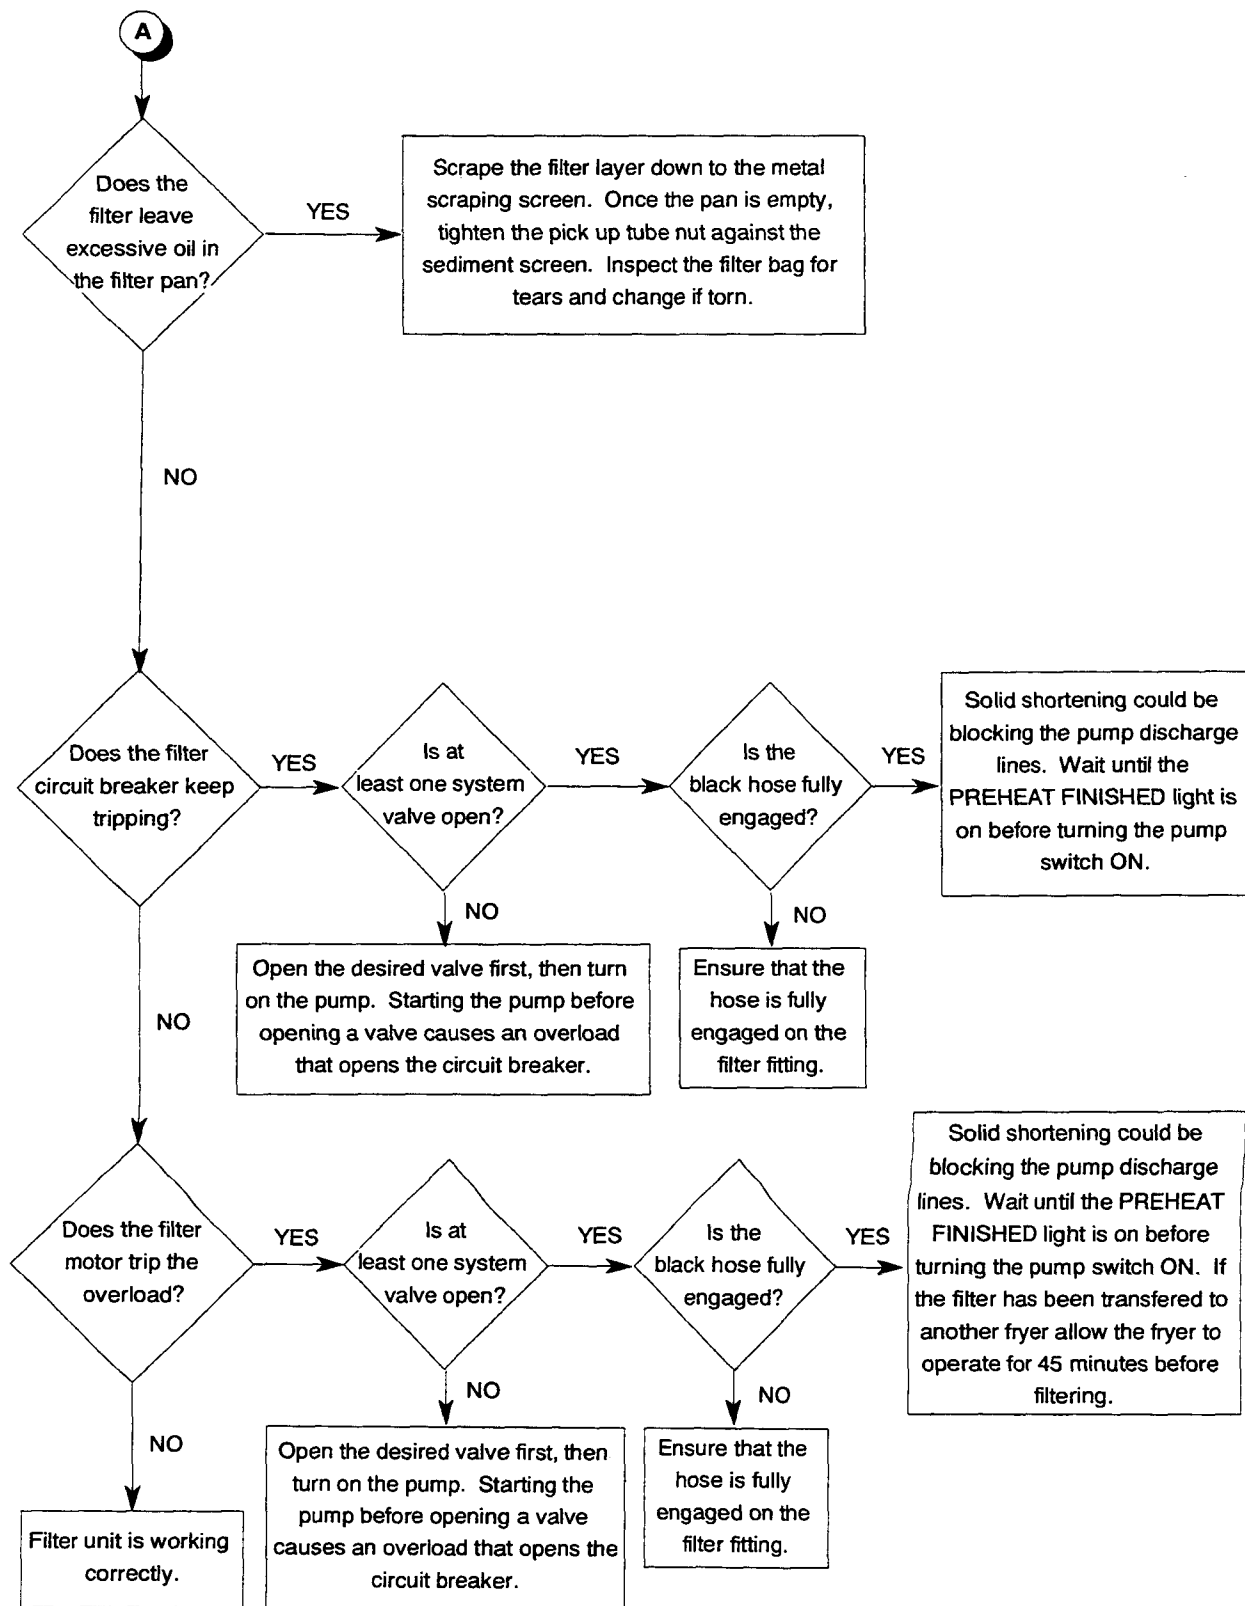 A
Does the
filter leave
excessive oil in
the filter pan?
YES
Scrape the filter layer down to the metal
scraping screen. Once the pan is empty,
tighten the pick up tube nut against the
sediment screen. Inspect the filter bag for
tears and change if torn.
NO
Does the filter
circuit breaker keep
tripping?
YES
Is at
least one system
valve open?
YES
Is the
black hose fully
engaged?
YES
Solid shortening could be
blocking the pump discharge
lines. Wait until the
PREHEAT FINISHED light is
on before turning the pump
switch ON.
NO
Open the desired valve first, then turn
on the pump. Starting the pump before
opening a valve causes an overload
that opens the circuit breaker.
NO
Ensure that the
hose is fully
engaged on the
filter fitting.
NO
Does the filter
motor trip the
overload?
YES
Is at
least one system
valve open?
YES
Is the
black hose fully
engaged?
YES
Solid shortening could be
blocking the pump discharge
lines. Wait until the PREHEAT
FINISHED light is on before
turning the pump switch ON. If
the filter has been transfered to
another fryer allow the fryer to
operate for 45 minutes before
filtering.
NO
Open the desired valve first, then
turn on the pump. Starting the
pump before opening a valve
causes an overload that opens the
circuit breaker.
NO
Ensure that the
hose is fully
engaged on the
filter fitting.
NO
Filter unit is working
correctly.